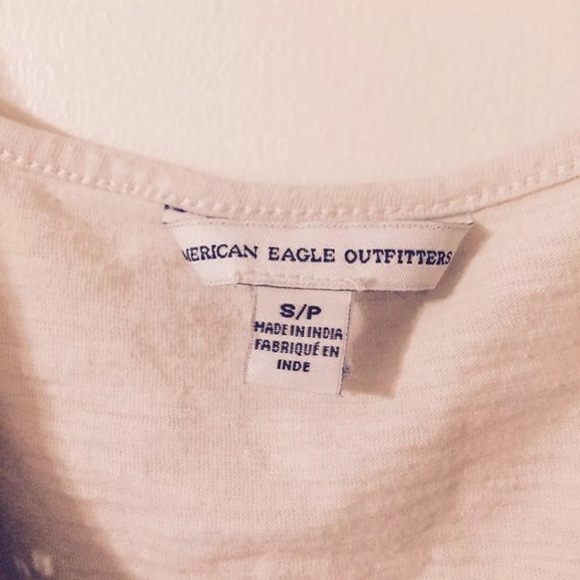 MERICAN EAGLE OUTFITTERS
S/P
MADE IN INDIA
FABRIQUÉ EN
INDE